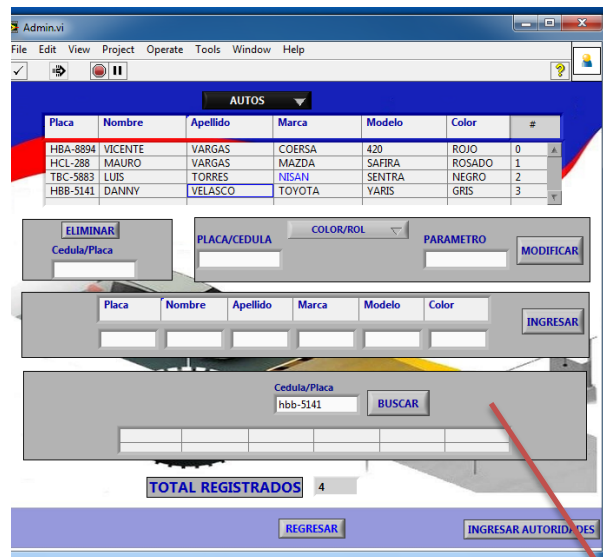 Admin.vi
File Edit View Project Operate Tools Window Help
AUTOS
Placa Nombre Apellido Marca Modelo Color #
HBA-8894 VICENTE VARGAS COERSA 420 ROJO 0
HCL-288 MAURO VARGAS MAZDA SAFIRA ROSADO 1
TBC-5883 LUIS TORRES NISAN SENTRA NEGRO 2
HBB-5141 DANNY VELASCO TOYOTA YARIS GRIS 3
ELIMINAR
Cedula/Placa
PLACA/CEDULA COLOR/ROL PARAMETRO
MODIFICAR
Placa Nombre Apellido Marca Modelo Color
INGRESAR
Cedula/Placa
hbb-5141 BUSCAR
TOTAL REGISTRADOS 4
REGRESAR INGRESAR AUTORIDADES